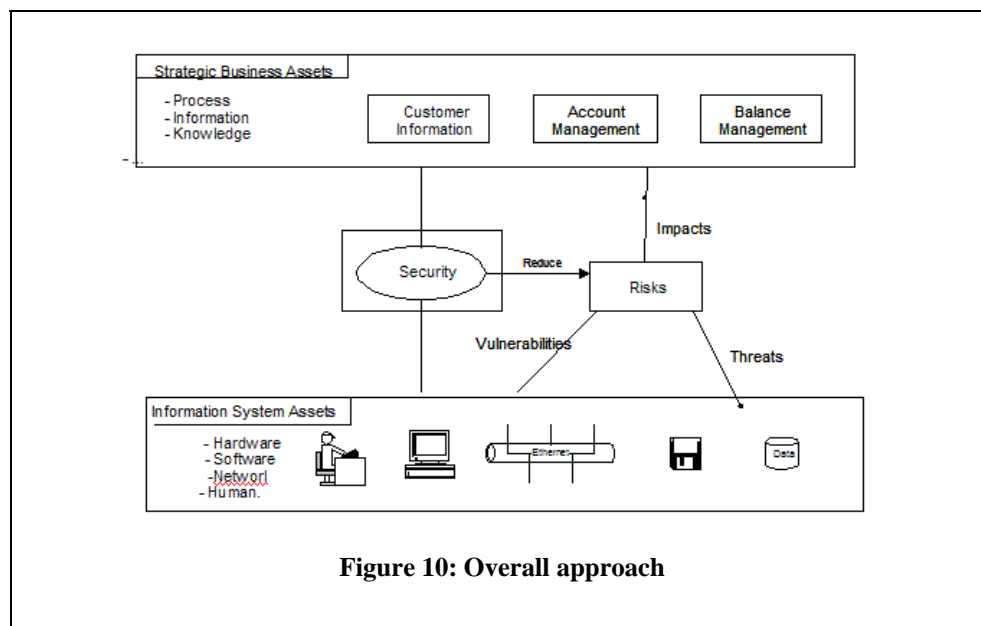 Strategic Business Assets
- Process
- Information
- Knowledge
- ...
Customer
Information
Account
Management
Balance
Management
Impacts
Security
Reduce
Risks
Vulnerabilities
Threats
Information System Assets
- Hardware
- Software
-Networl
- Human.
Ethernet
Data
Figure 10: Overall approach